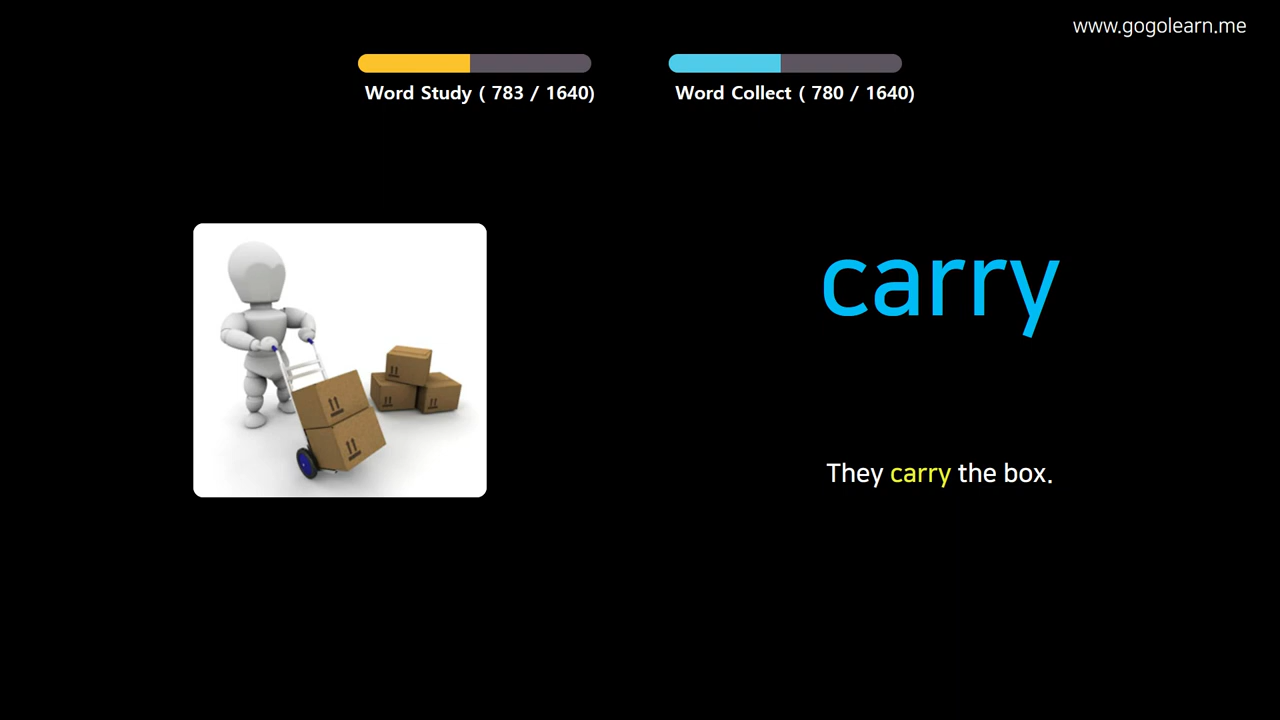 www.gogolearn.me
Word Study ( 783 / 1640)
Word Collect ( 780 / 1640)
carry
They carry the box.